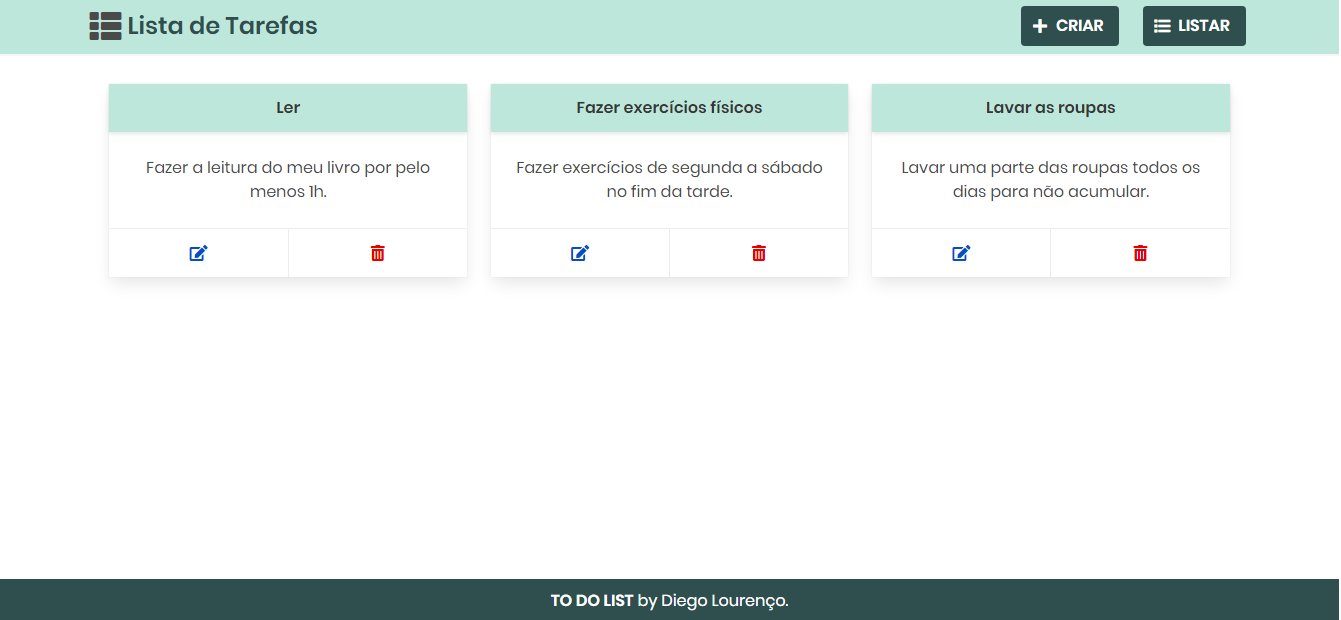 Lista de Tarefas
CRIAR
LISTAR
Ler
Fazer a leitura do meu livro por pelo
menos 1h.
Fazer exercícios físicos
Fazer exercícios de segunda a sábado
no fim da tarde.
Lavar as roupas
Lavar uma parte das roupas todos os
dias para não acumular.
TO DO LIST by Diego Lourenço.